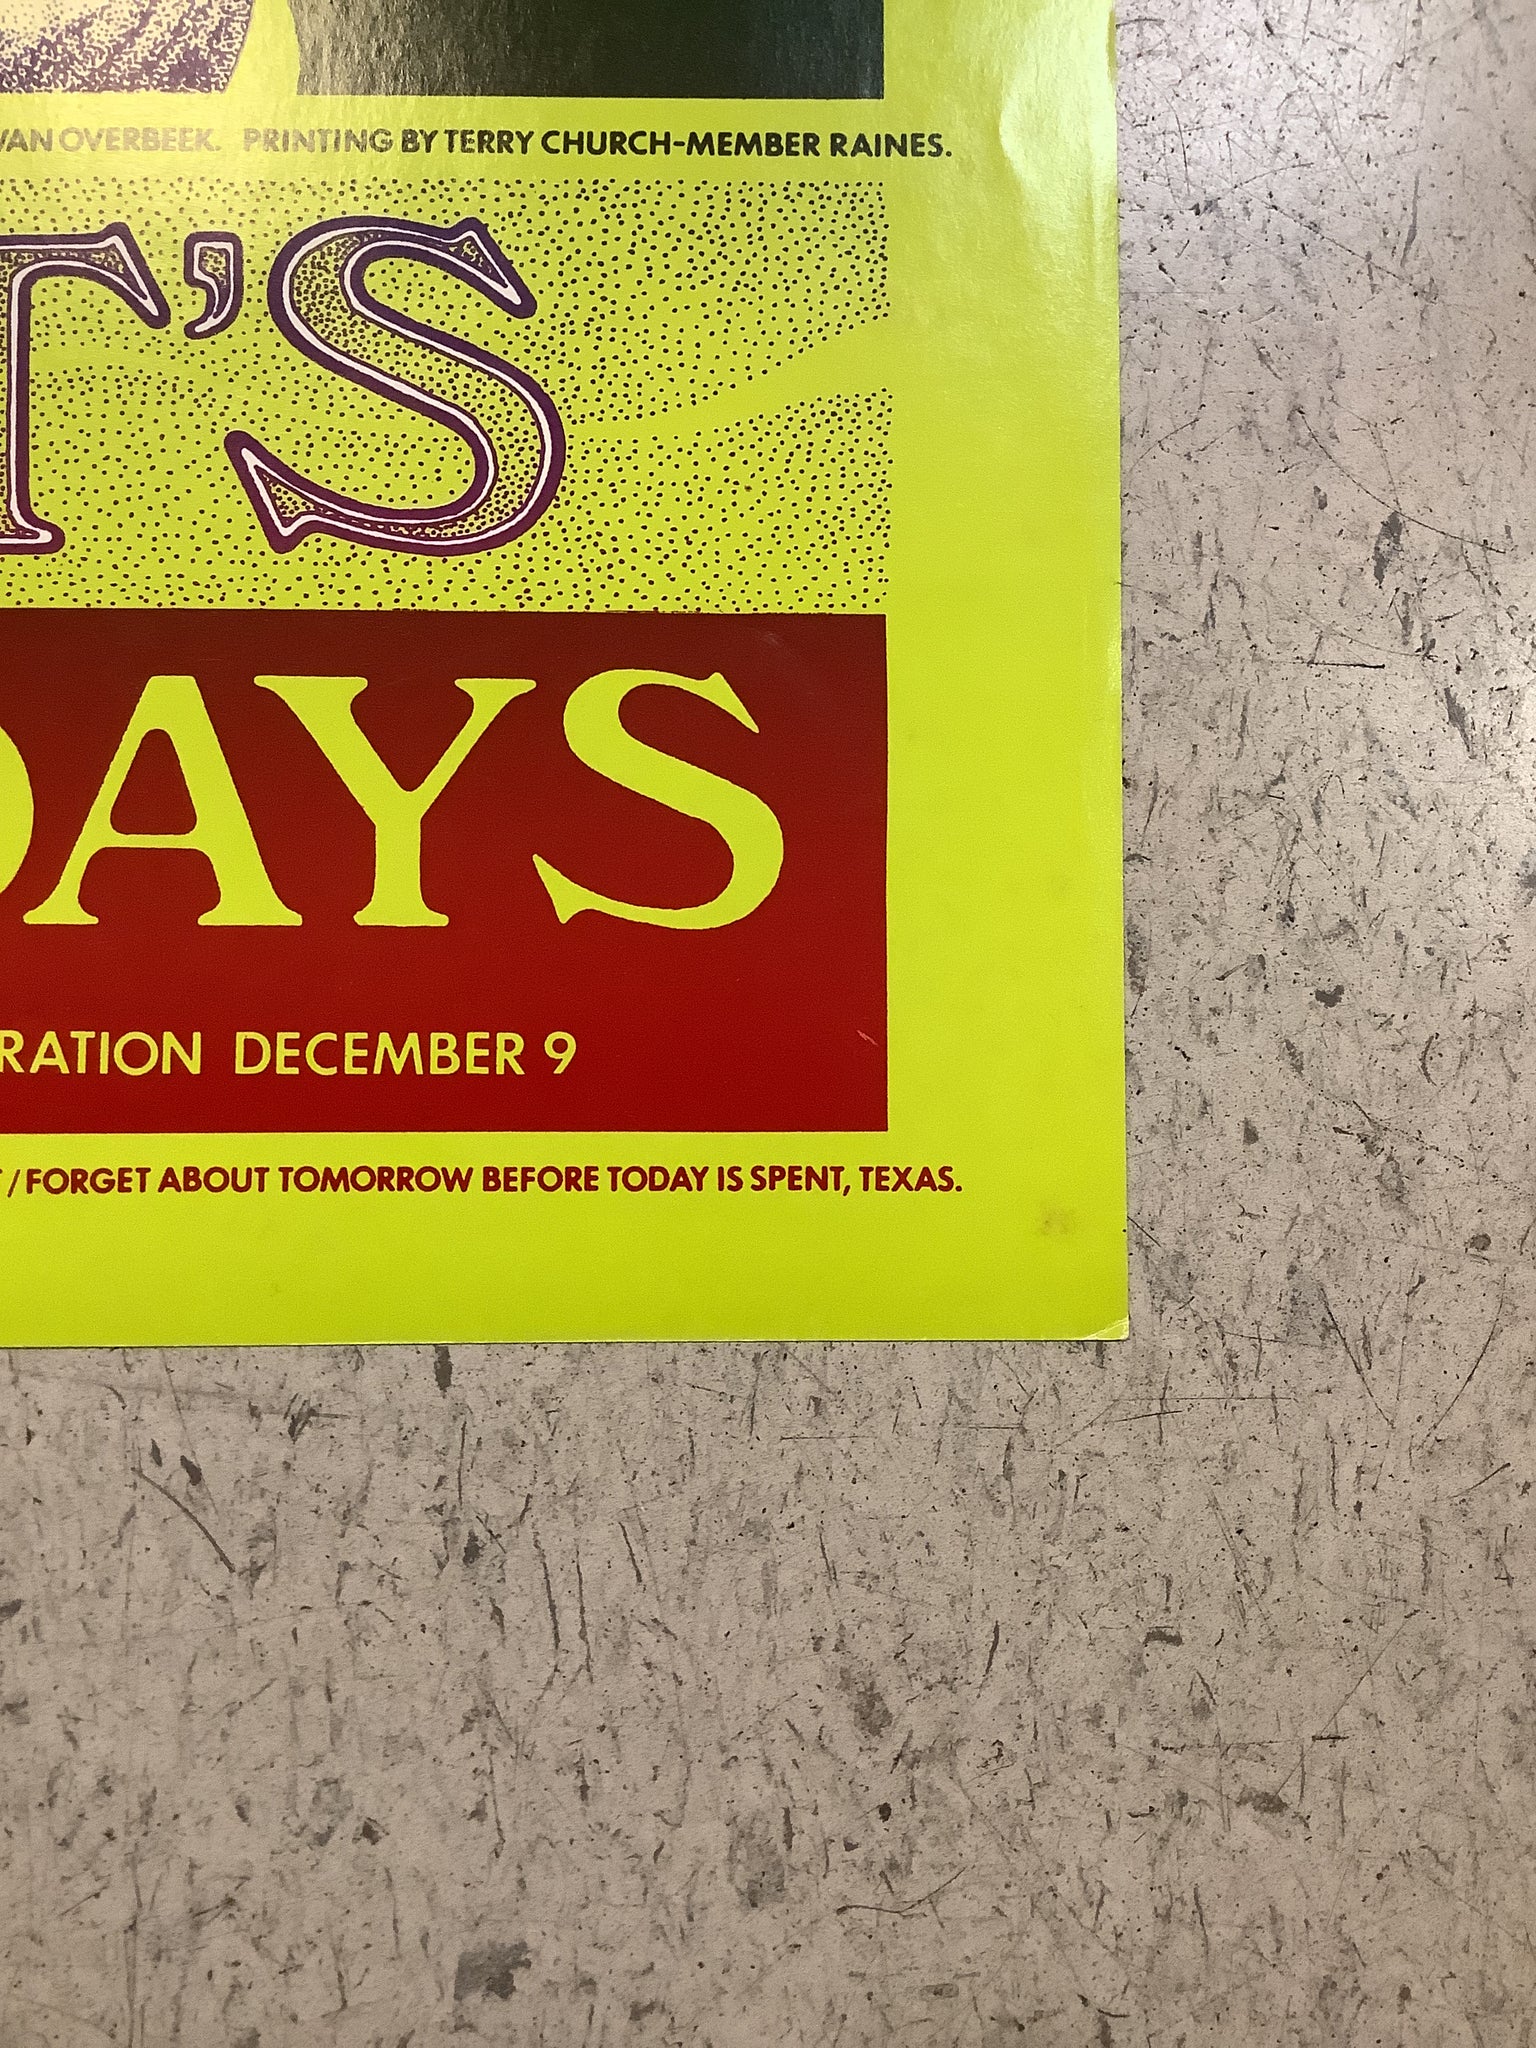 VAN OVERBEEK. PRINTING BY TERRY CHURCH-MEMBER RAINES.
T'S
DAYS
RATION DECEMBER 9
/ FORGET ABOUT TOMORROW BEFORE TODAY IS SPENT, TEXAS.